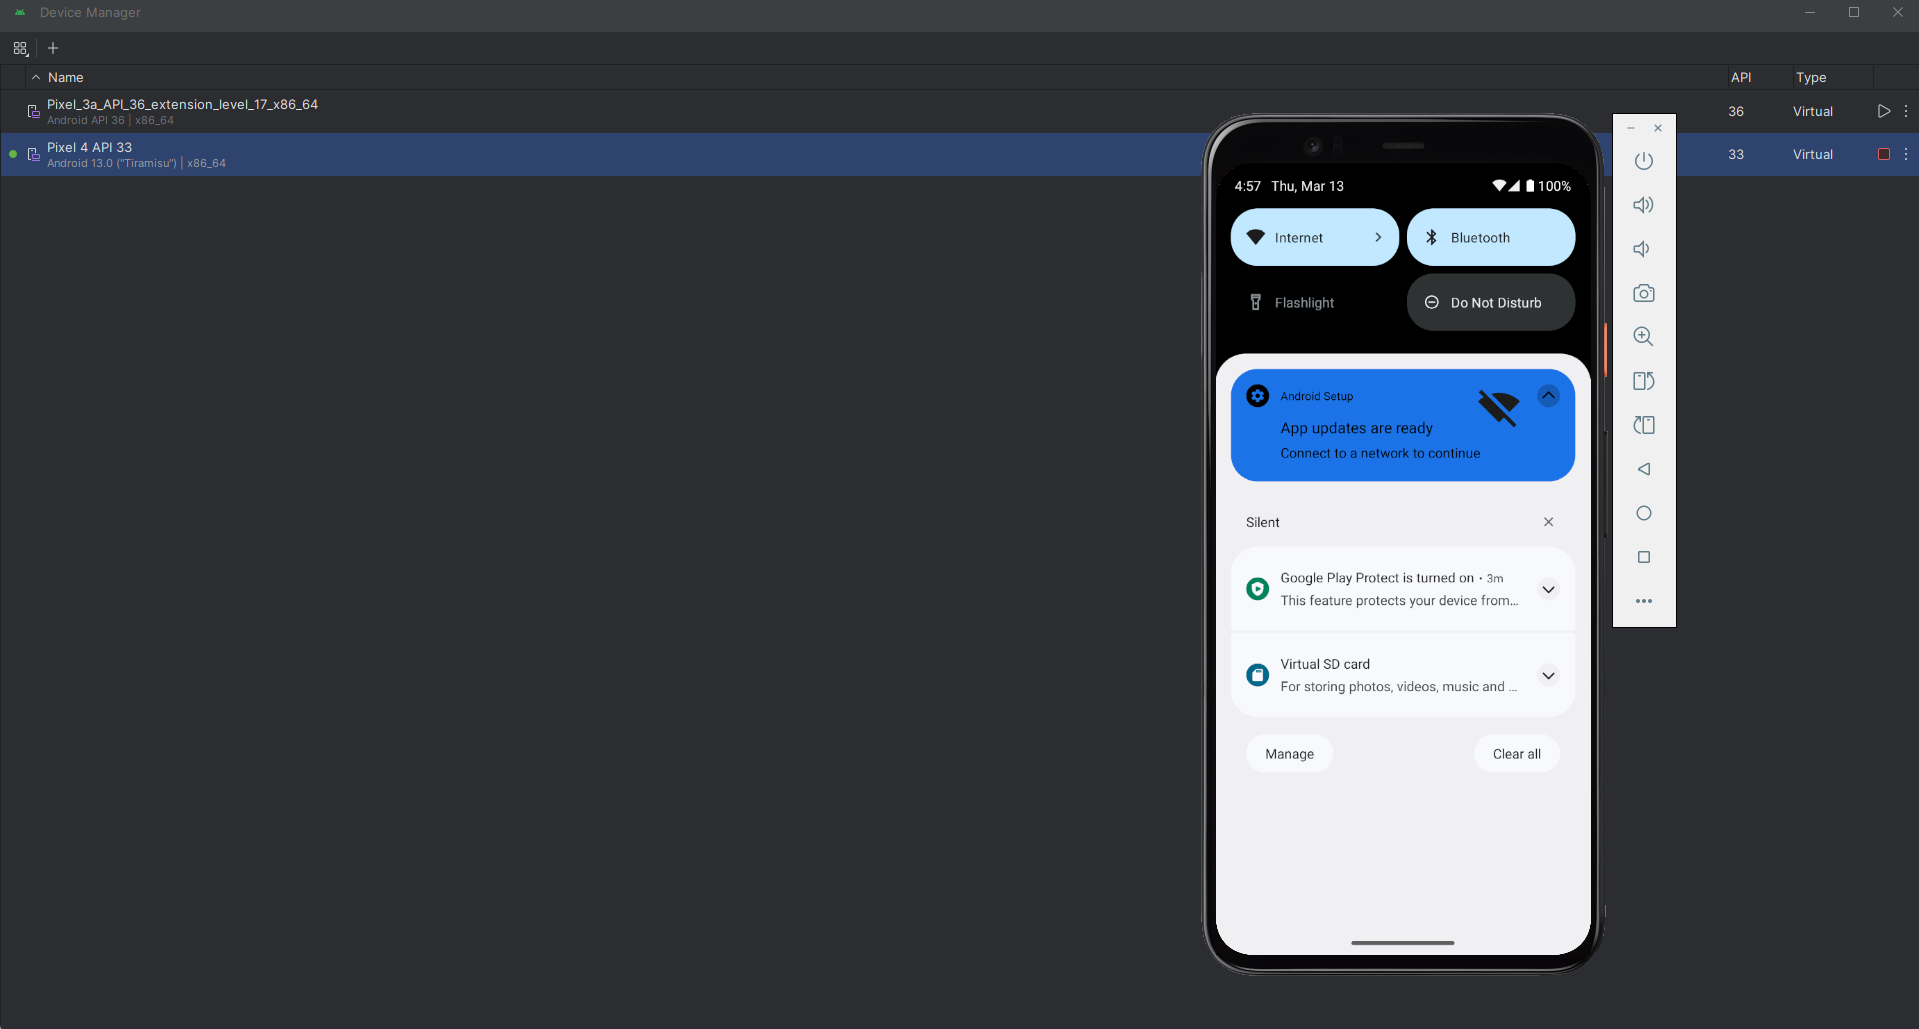 Device Manager
Name
API
Type
Pixel_3a_API_36_extension_level_17_x86_64
Android API 36 | x86_64
36
Virtual
Pixel 4 API 33
Android 13.0 ("Tiramisu") | x86_64
33
Virtual
4:57 Thu, Mar 13
100%
Internet
Bluetooth
Flashlight
Do Not Disturb
Android Setup
App updates are ready
Connect to a network to continue
Silent
Google Play Protect is turned on • 3m
This feature protects your device from…
Virtual SD card
For storing photos, videos, music and …
Manage
Clear all